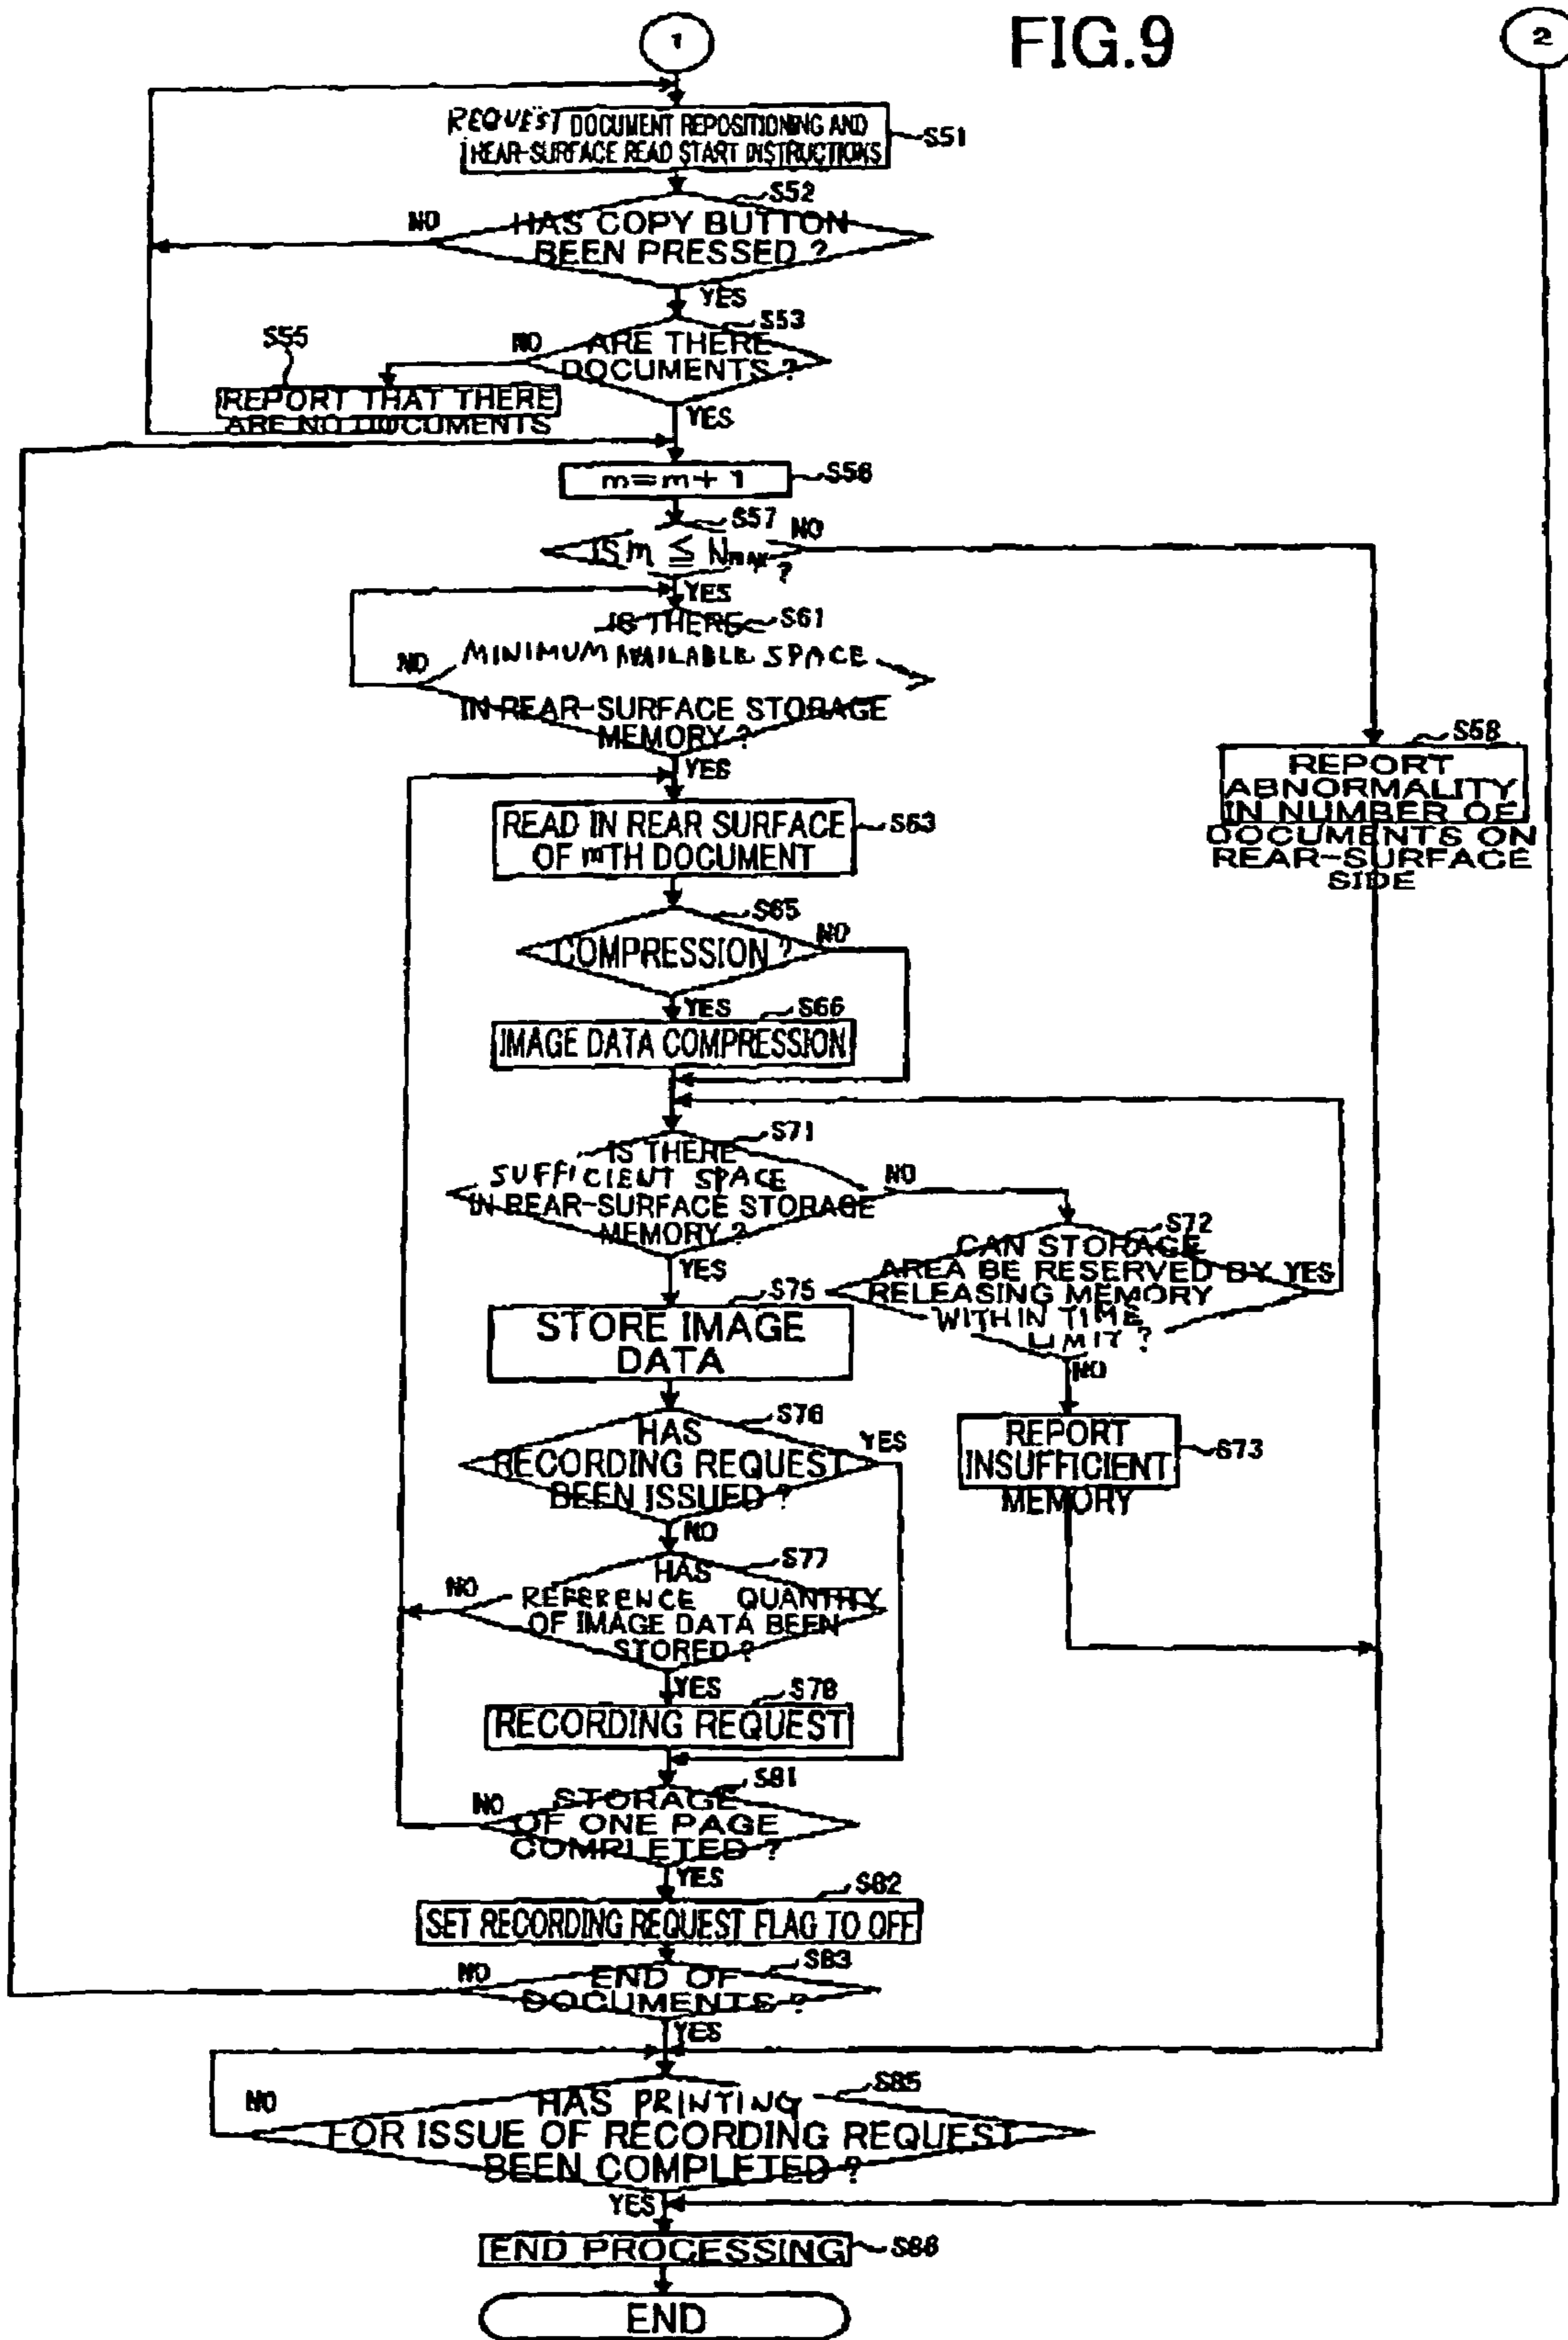 FIG.9
1
2
REQUEST DOCUMENT REPOSITIONING AND
REAR-SURFACE READ START INSTRUCTIONS
S51
S52
NO
HAS COPY BUTTON
BEEN PRESSED ?
YES
S53
S55
NO
ARE THERE
DOCUMENTS ?
REPORT THAT THERE
ARE NO DOCUMENTS
YES
m=m+1
S56
S57
NO
IS m ≦ Nmax ?
YES
S61
IS THERE
NO
MINIMUM AVAILABLE SPACE
IN REAR-SURFACE STORAGE
MEMORY ?
YES
S58
REPORT
ABNORMALITY
IN NUMBER OF
DOCUMENTS ON
REAR-SURFACE
SIDE
READ IN REAR SURFACE
OF mTH DOCUMENT
S63
S65
COMPRESSION ?
NO
YES
S66
IMAGE DATA COMPRESSION
S71
IS THERE
SUFFICIENT SPACE
IN REAR-SURFACE STORAGE
MEMORY ?
NO
YES
S72
CAN STORAGE
AREA BE RESERVED BY
RELEASING MEMORY
WITHIN TIME
LIMIT ?
YES
NO
S75
STORE IMAGE
DATA
S76
HAS
RECORDING REQUEST
BEEN ISSUED ?
YES
NO
REPORT
INSUFFICIENT
MEMORY
S73
S77
HAS
NO
REFERENCE QUANTITY
OF IMAGE DATA BEEN
STORED ?
YES
S78
RECORDING REQUEST
S81
NO
STORAGE
OF ONE PAGE
COMPLETED ?
YES
S82
SET RECORDING REQUEST FLAG TO OFF
S83
NO
END OF
DOCUMENTS ?
YES
S85
NO
HAS PRINTING
FOR ISSUE OF RECORDING REQUEST
BEEN COMPLETED ?
YES
END PROCESSING
S86
END